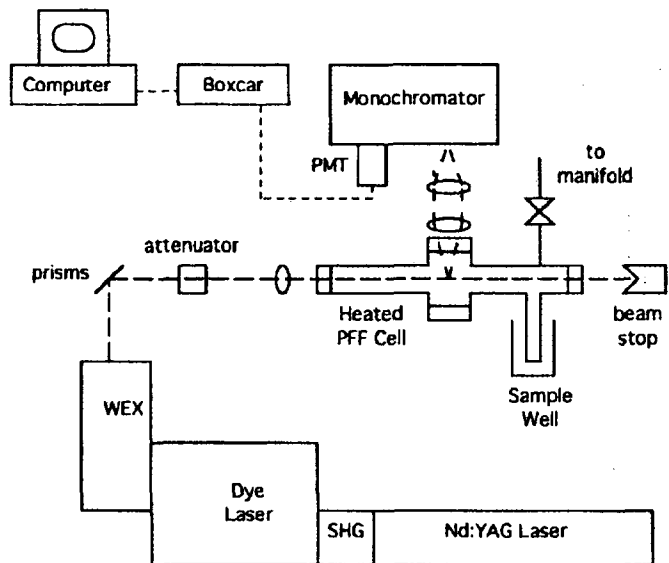 Computer
Boxcar
Monochromator
PMT
to
manifold
attenuator
prisms
Heated
PFF Cell
beam
stop
Sample
Well
WEX
Dye
Laser
SHG
Nd:YAG Laser